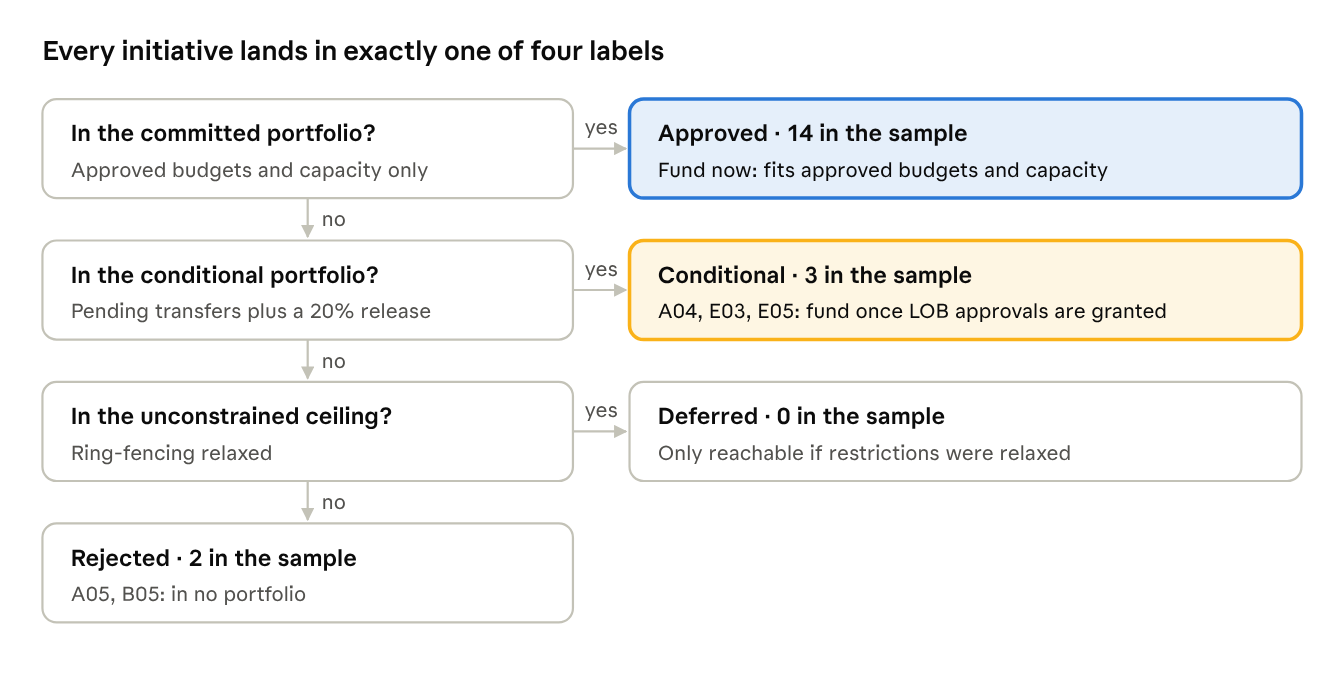 Every initiative lands in exactly one of four labels
In the committed portfolio?
Approved budgets and capacity only
yes
Approved · 14 in the sample
Fund now: fits approved budgets and capacity
no
In the conditional portfolio?
Pending transfers plus a 20% release
yes
Conditional · 3 in the sample
A04, E03, E05: fund once LOB approvals are granted
no
In the unconstrained ceiling?
Ring-fencing relaxed
yes
Deferred · 0 in the sample
Only reachable if restrictions were relaxed
no
Rejected · 2 in the sample
A05, B05: in no portfolio